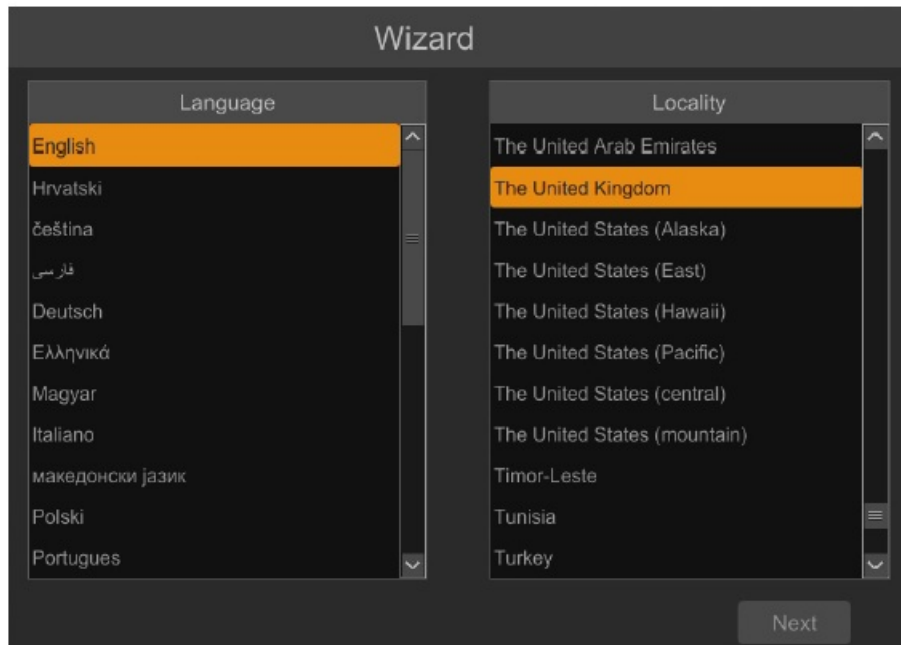 Wizard
Language
English
Hrvatski
čeština
فارسی
Deutsch
Ελληνικά
Magyar
Italiano
македонски јазик
Polski
Portugues
Locality
The United Arab Emirates
The United Kingdom
The United States (Alaska)
The United States (East)
The United States (Hawaii)
The United States (Pacific)
The United States (central)
The United States (mountain)
Timor-Leste
Tunisia
Turkey
Next